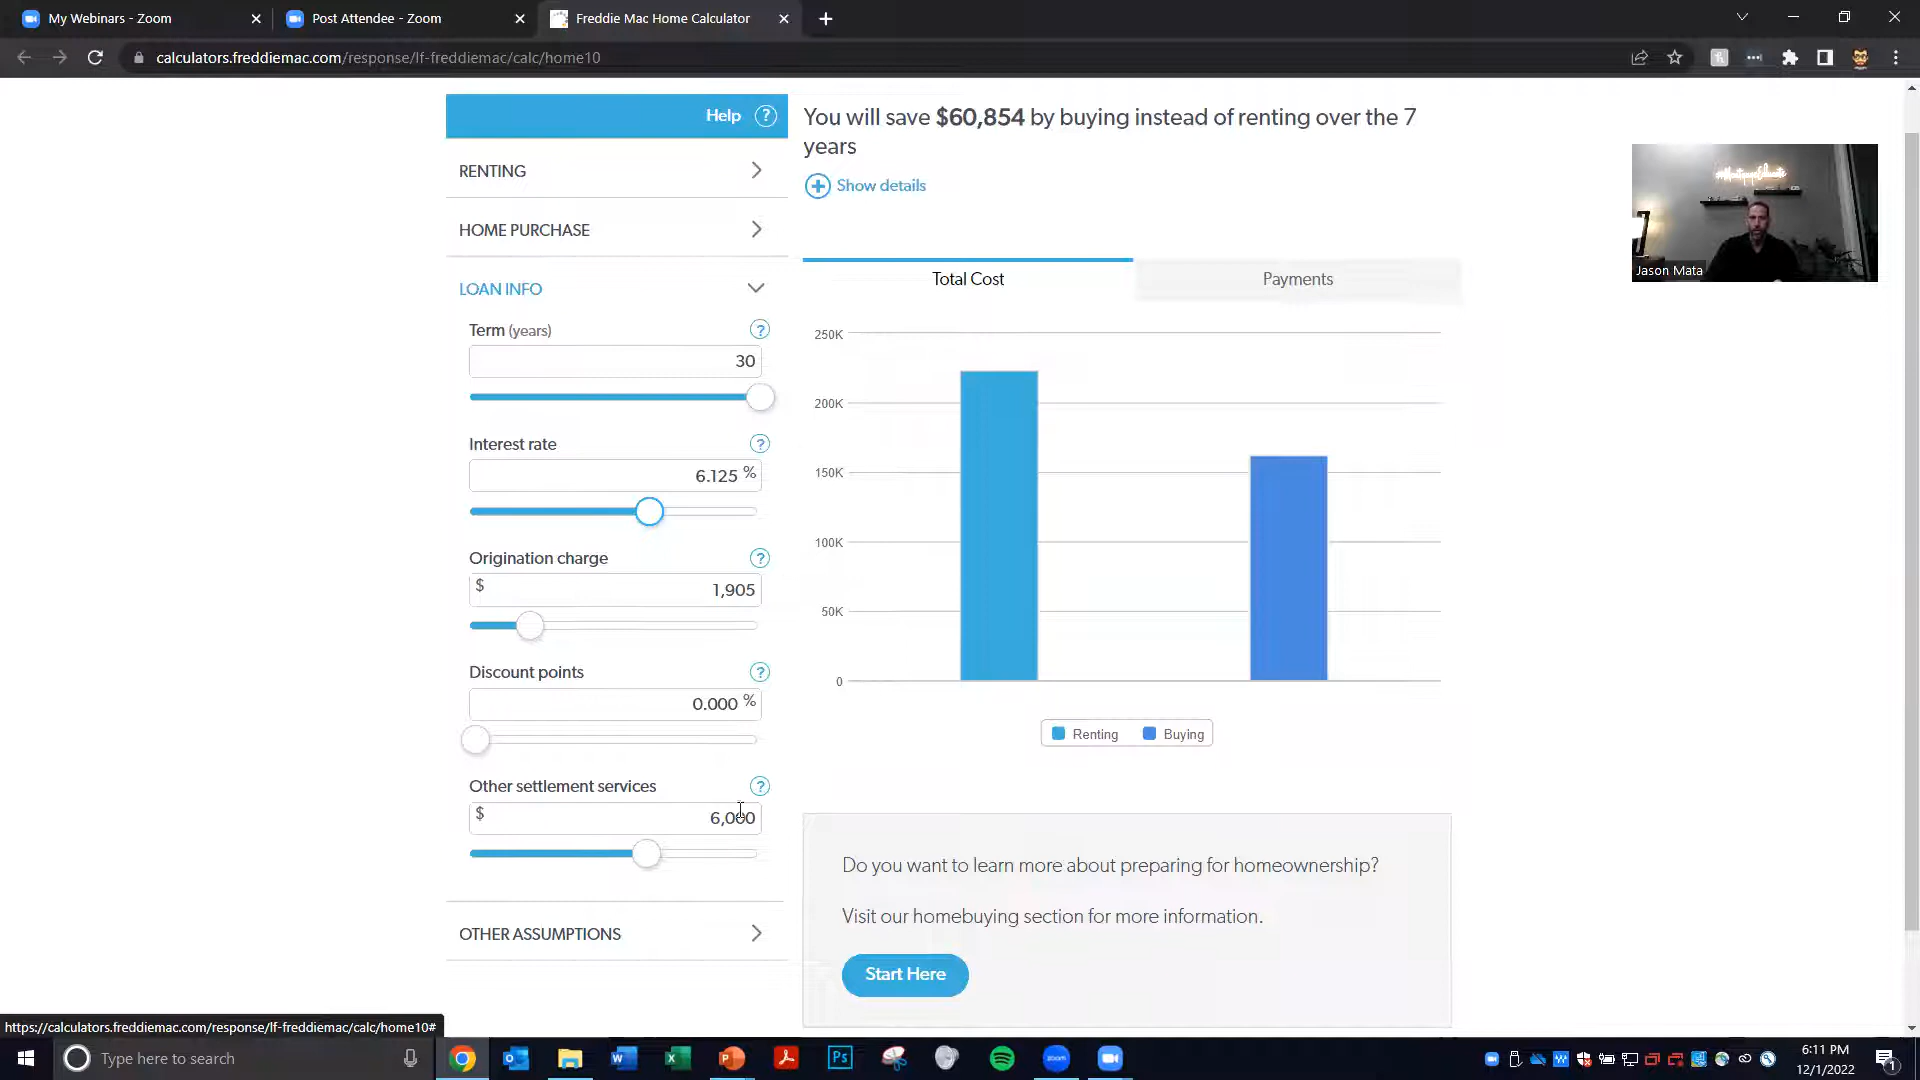 My Webinars - Zoom
Post Attendee - Zoom
Freddie Mac Home Calculator
calculators.freddiemac.com/response/lf-freddiemac/calc/home10
Help ?
RENTING
HOME PURCHASE
LOAN INFO
Term (years) ?
30
Interest rate ?
6.125 %
Origination charge ?
$ 1,905
Discount points ?
0.000 %
Other settlement services ?
$ 6,000
OTHER ASSUMPTIONS
You will save $60,854 by buying instead of renting over the 7
years
Show details
Total Cost
Payments
250K
200K
150K
100K
50K
0
Renting
Buying
Do you want to learn more about preparing for homeownership?
Visit our homebuying section for more information.
Start Here
#MortgageEducate
Jason Mata
https://calculators.freddiemac.com/response/lf-freddiemac/calc/home10#
Type here to search
Ps
zoom
6:11 PM
12/1/2022
1